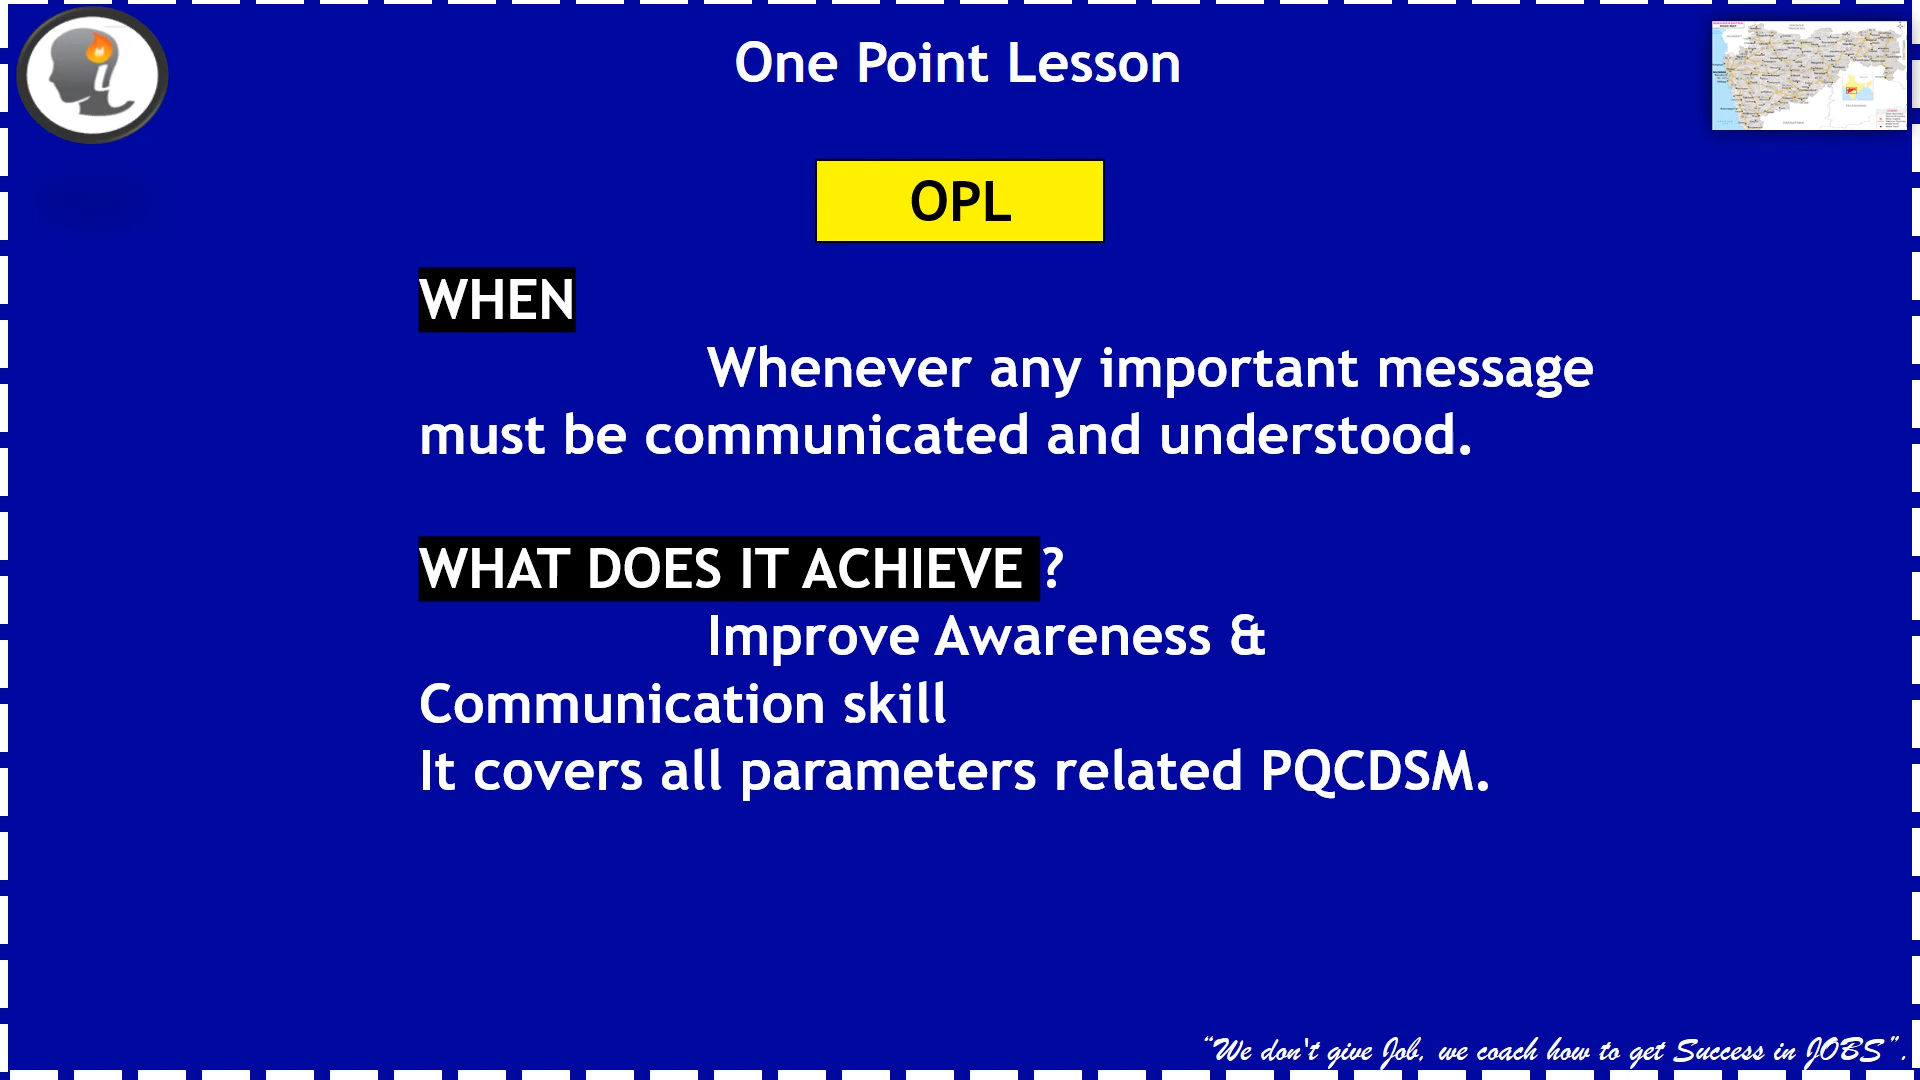 One Point Lesson
OPL
WHEN
Whenever any important message
must be communicated and understood.
WHAT DOES IT ACHIEVE ?
Improve Awareness &
Communication skill
It covers all parameters related PQCDSM.
“We don't give Job, we coach how to get Success in JOBS”.